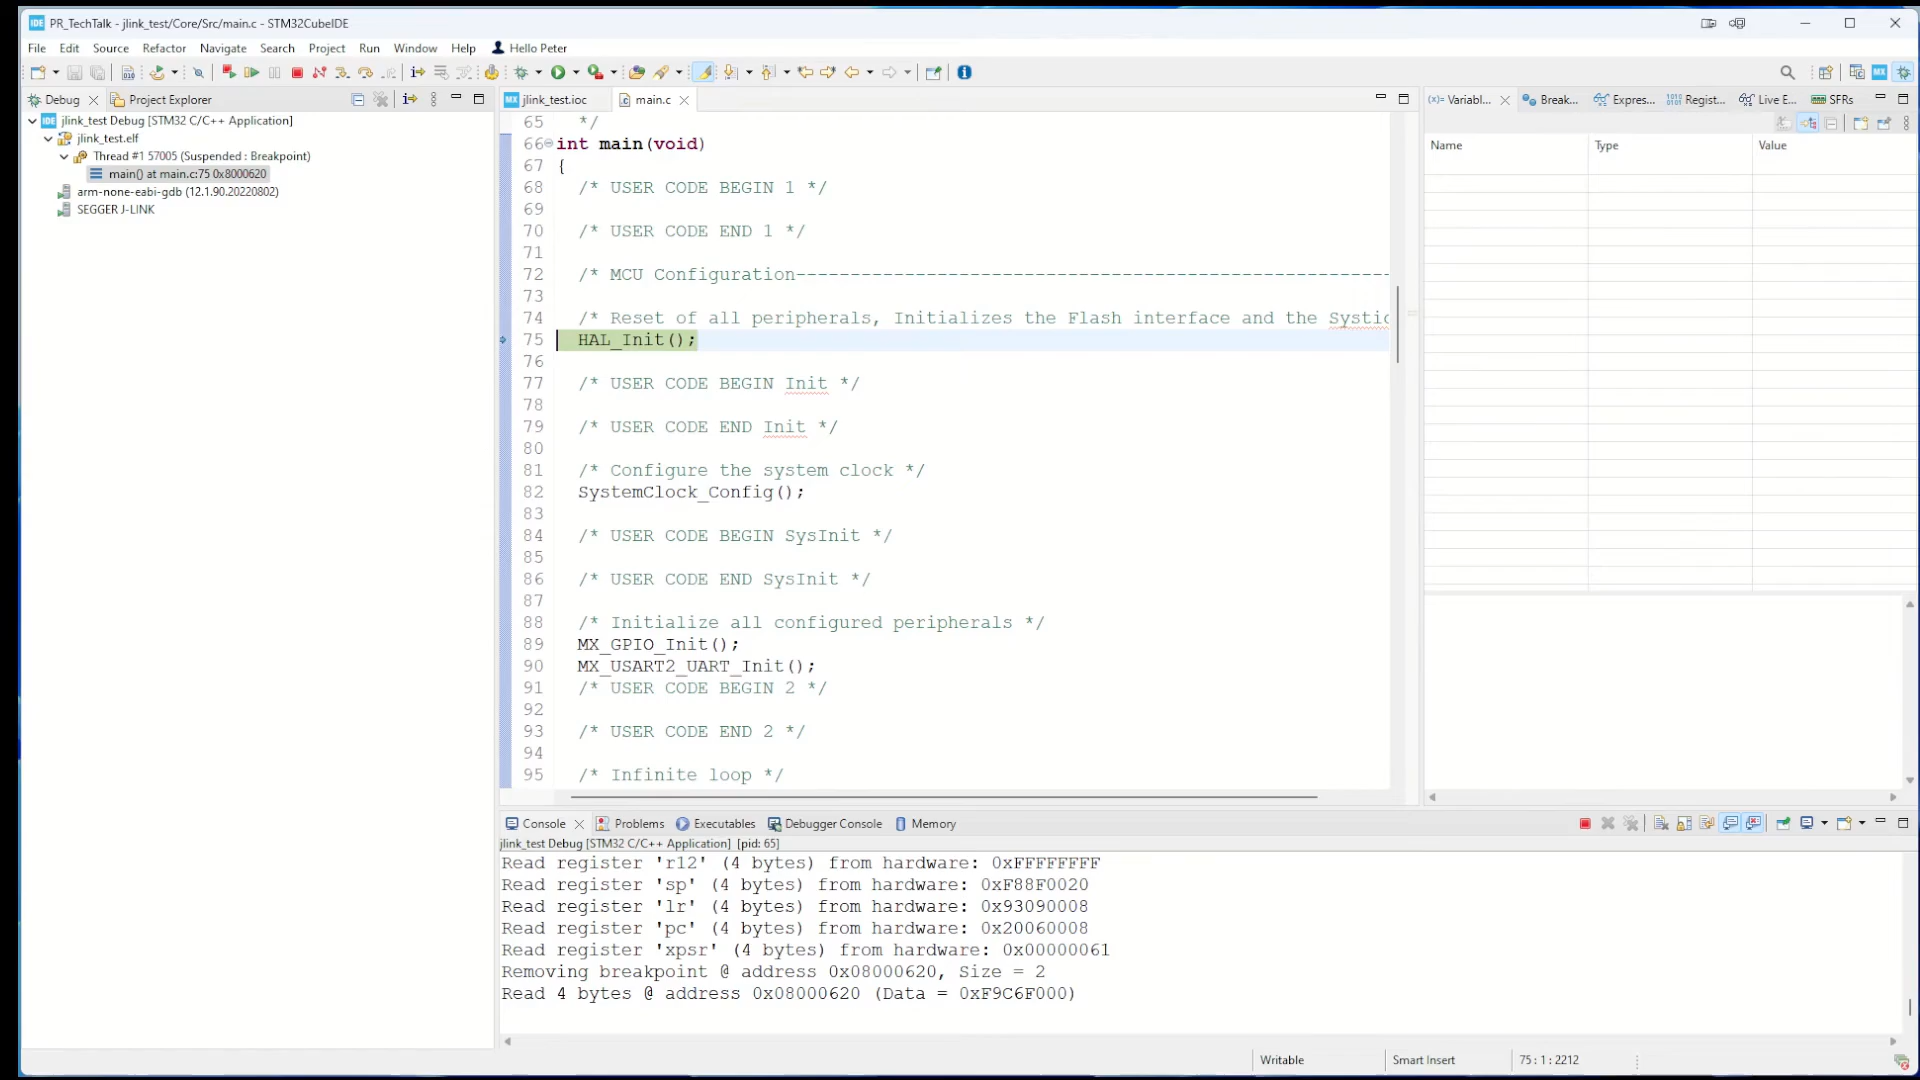 IDE PR_TechTalk - jlink_test/Core/Src/main.c - STM32CubeIDE
File Edit Source Refactor Navigate Search Project Run Window Help Hello Peter
Debug
Project Explorer
jlink_test Debug [STM32 C/C++ Application]
jlink_test.elf
Thread #1 57005 (Suspended : Breakpoint)
main() at main.c:75 0x8000620
arm-none-eabi-gdb (12.1.90.20220802)
SEGGER J-LINK
MX jlink_test.ioc
main.c
65 */
66 int main(void)
67 {
68 /* USER CODE BEGIN 1 */
69
70 /* USER CODE END 1 */
71
72 /* MCU Configuration--------------------------------------------------------
73
74 /* Reset of all peripherals, Initializes the Flash interface and the Systic
75 HAL_Init();
76
77 /* USER CODE BEGIN Init */
78
79 /* USER CODE END Init */
80
81 /* Configure the system clock */
82 SystemClock_Config();
83
84 /* USER CODE BEGIN SysInit */
85
86 /* USER CODE END SysInit */
87
88 /* Initialize all configured peripherals */
89 MX_GPIO_Init();
90 MX_USART2_UART_Init();
91 /* USER CODE BEGIN 2 */
92
93 /* USER CODE END 2 */
94
95 /* Infinite loop */
(x)= Variabl... Break... Expres... Regist... Live E... SFRs
Name Type Value
Console Problems Executables Debugger Console Memory
jlink_test Debug [STM32 C/C++ Application] [pid: 65]
Read register 'r12' (4 bytes) from hardware: 0xFFFFFFFF
Read register 'sp' (4 bytes) from hardware: 0xF88F0020
Read register 'lr' (4 bytes) from hardware: 0x93090008
Read register 'pc' (4 bytes) from hardware: 0x20060008
Read register 'xpsr' (4 bytes) from hardware: 0x00000061
Removing breakpoint @ address 0x08000620, Size = 2
Read 4 bytes @ address 0x08000620 (Data = 0xF9C6F000)
Writable Smart Insert 75 : 1 : 2212